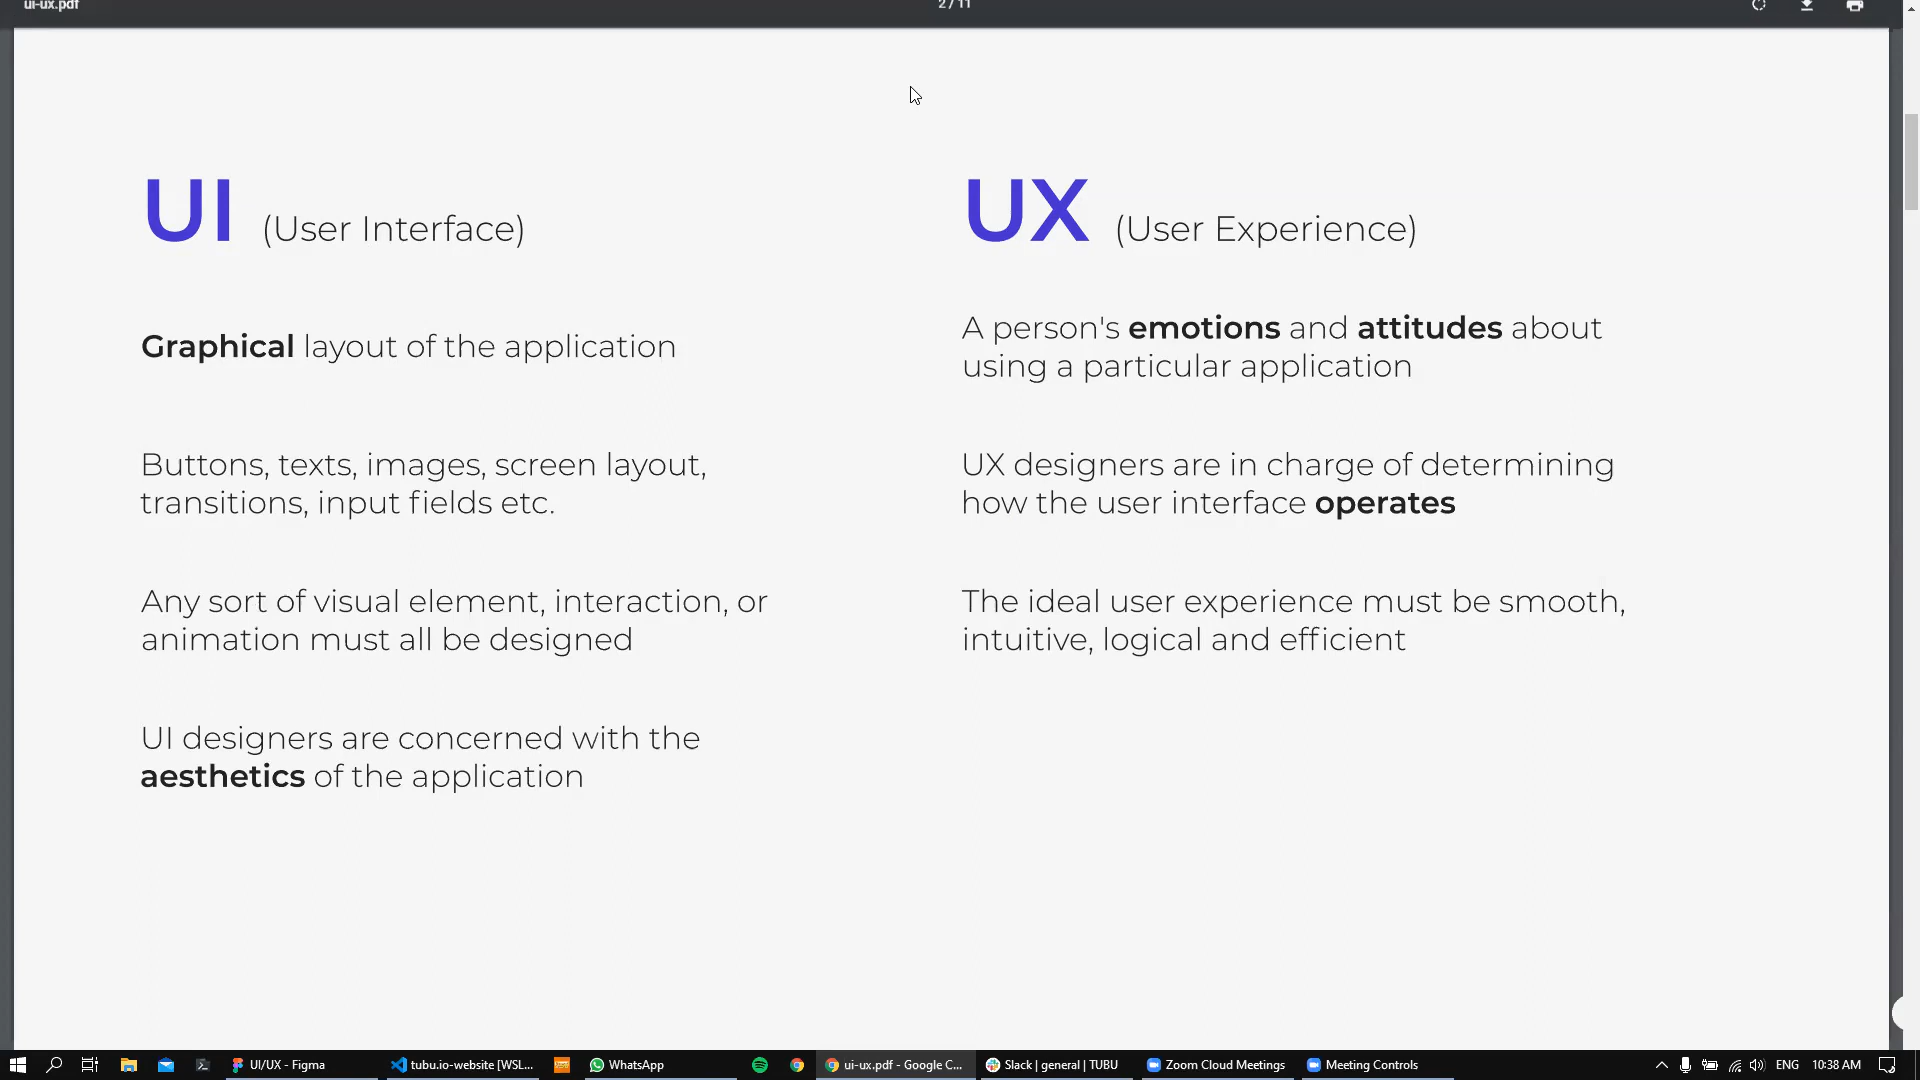 ui-ux.pdf
2 / 11
UI (User Interface)
Graphical layout of the application
Buttons, texts, images, screen layout,
transitions, input fields etc.
Any sort of visual element, interaction, or
animation must all be designed
UI designers are concerned with the
aesthetics of the application
UX (User Experience)
A person's emotions and attitudes about
using a particular application
UX designers are in charge of determining
how the user interface operates
The ideal user experience must be smooth,
intuitive, logical and efficient
UI/UX - Figma
tubu.io-website [WSL...
WhatsApp
ui-ux.pdf - Google C...
Slack | general | TUBU
Zoom Cloud Meetings
Meeting Controls
ENG
10:38 AM